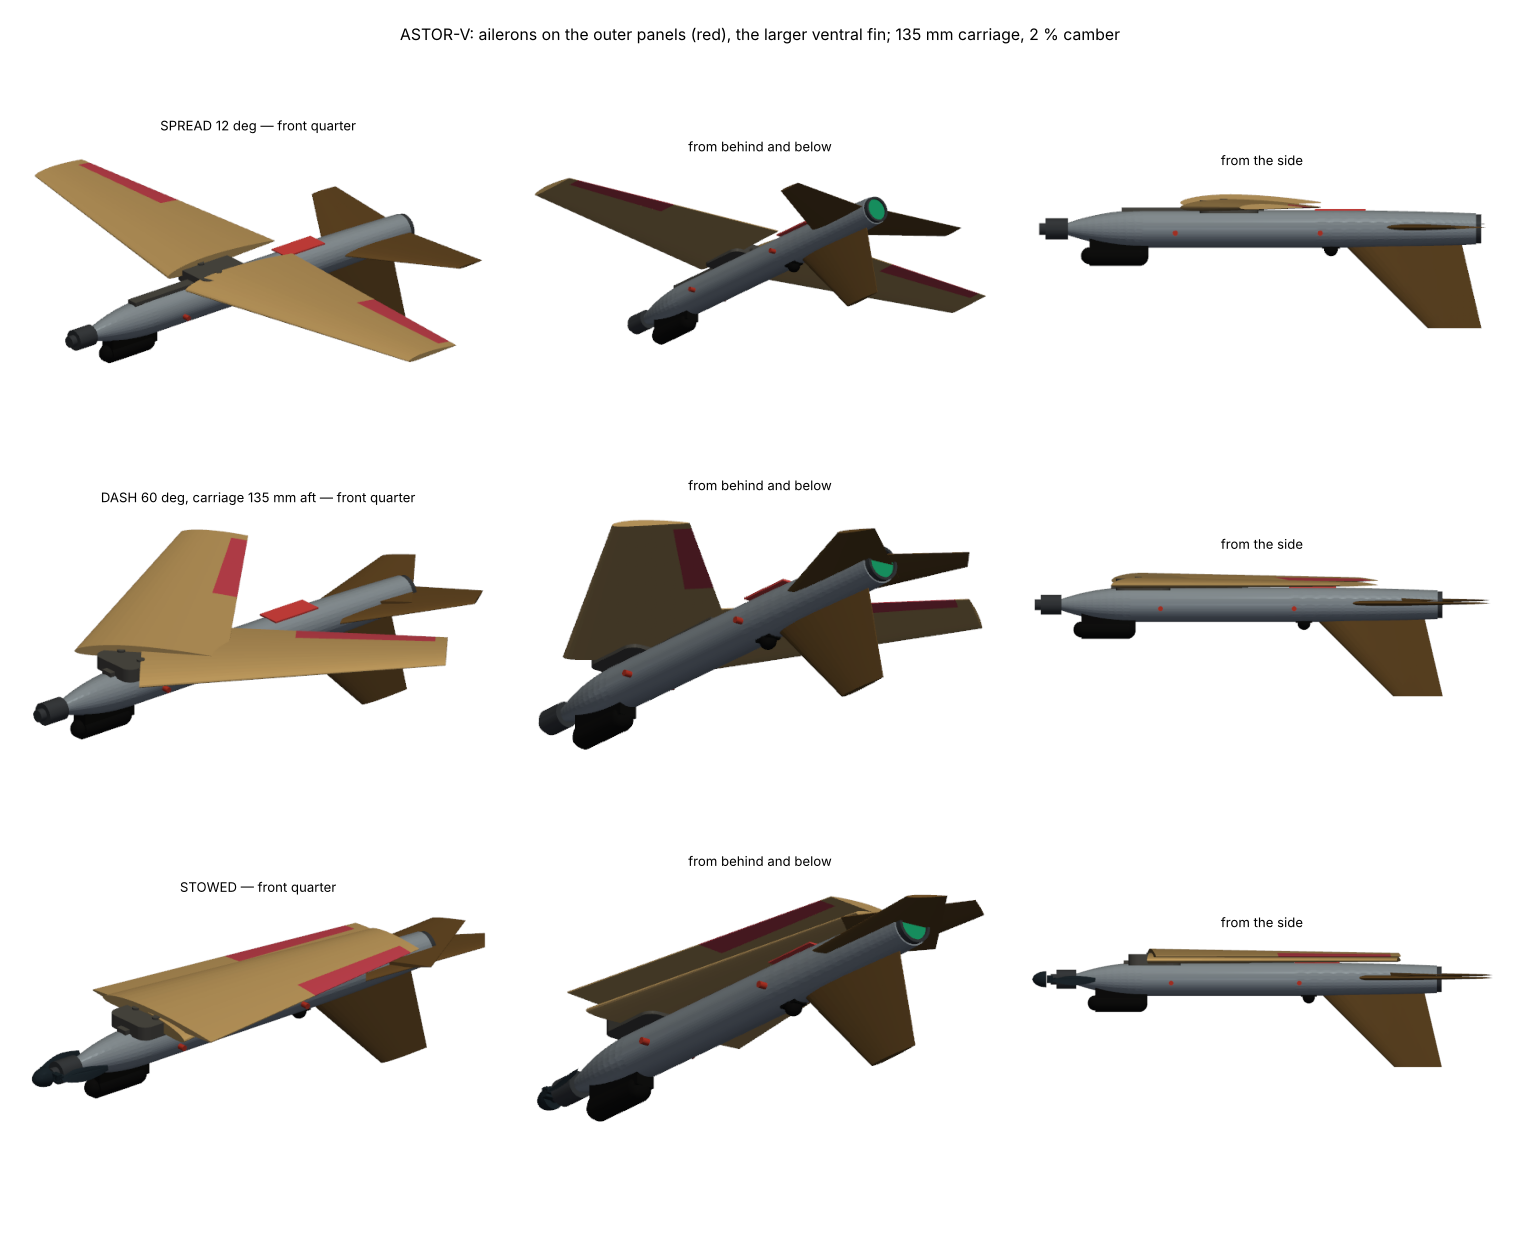 ASTOR-V: ailerons on the outer panels (red), the larger ventral fin; 135 mm carriage, 2 % camber
SPREAD 12 deg — front quarter
from behind and below
from the side
DASH 60 deg, carriage 135 mm aft — front quarter
from behind and below
from the side
STOWED — front quarter
from behind and below
from the side